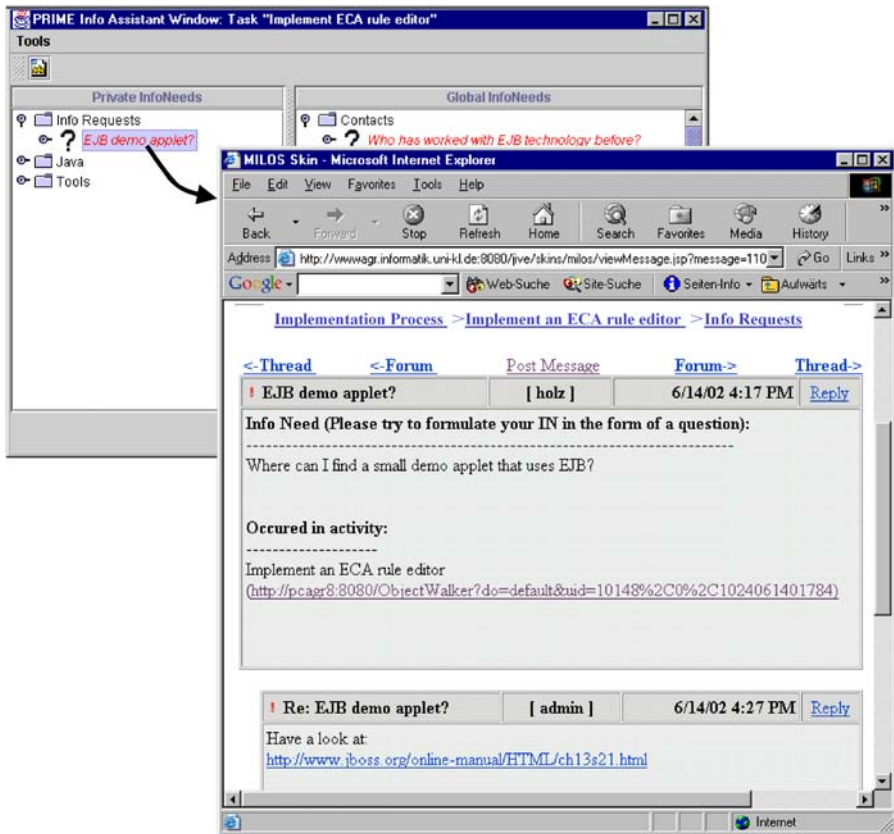 PRIME Info Assistant Window: Task "Implement ECA rule editor"
Tools
Private InfoNeeds
Global InfoNeeds
Info Requests
EJB demo applet?
Java
Tools
Contacts
Who has worked with EJB technology before?
MILOS Skin - Microsoft Internet Explorer
File Edit View Favorites Tools Help
Back Forward Stop Refresh Home Search Favorites Media History »
Address http://wwwagr.informatik.uni-kl.de:8080/jive/skins/milos/viewMessage.jsp?message=110 Go Links »
Google Web-Suche Site-Suche Seiten-Info Aufwärts »
Implementation Process >Implement an ECA rule editor >Info Requests
<-Thread <-Forum Post Message Forum-> Thread->
! EJB demo applet? [ holz ] 6/14/02 4:17 PM Reply
Info Need (Please try to formulate your IN in the form of a question):
--------------------------------------------------------------------------
Where can I find a small demo applet that uses EJB?
Occured in activity:
--------------------
Implement an ECA rule editor
(http://pcagr8:8080/ObjectWalker?do=default&uid=10148%2C0%2C1024061401784)
! Re: EJB demo applet? [ admin ] 6/14/02 4:27 PM Reply
Have a look at:
http://www.jboss.org/online-manual/HTML/ch13s21.html
Internet